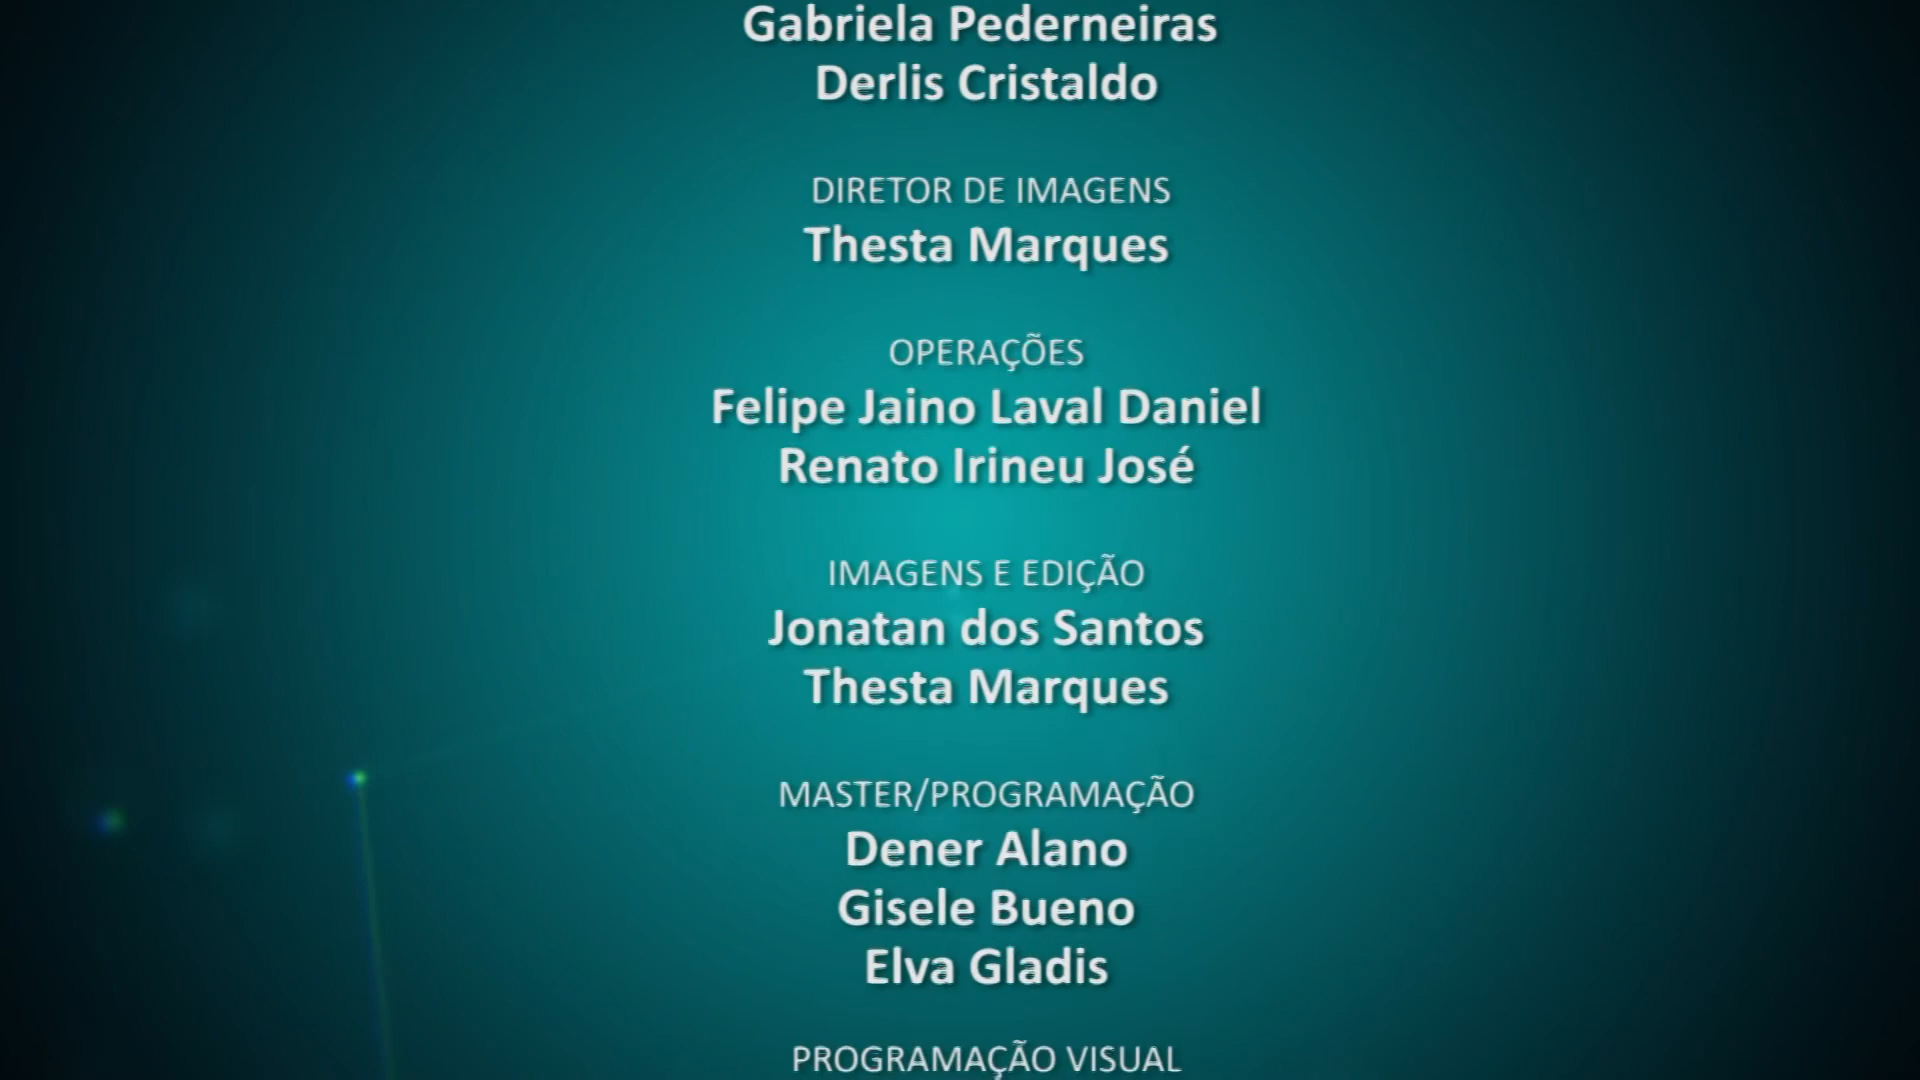 Gabriela Pederneiras
Derlis Cristaldo
DIRETOR DE IMAGENS
Thesta Marques
OPERAÇÕES
Felipe Jaino Laval Daniel
Renato Irineu José
IMAGENS E EDIÇÃO
Jonatan dos Santos
Thesta Marques
MASTER/PROGRAMAÇÃO
Dener Alano
Gisele Bueno
Elva Gladis
PROGRAMAÇÃO VISUAL